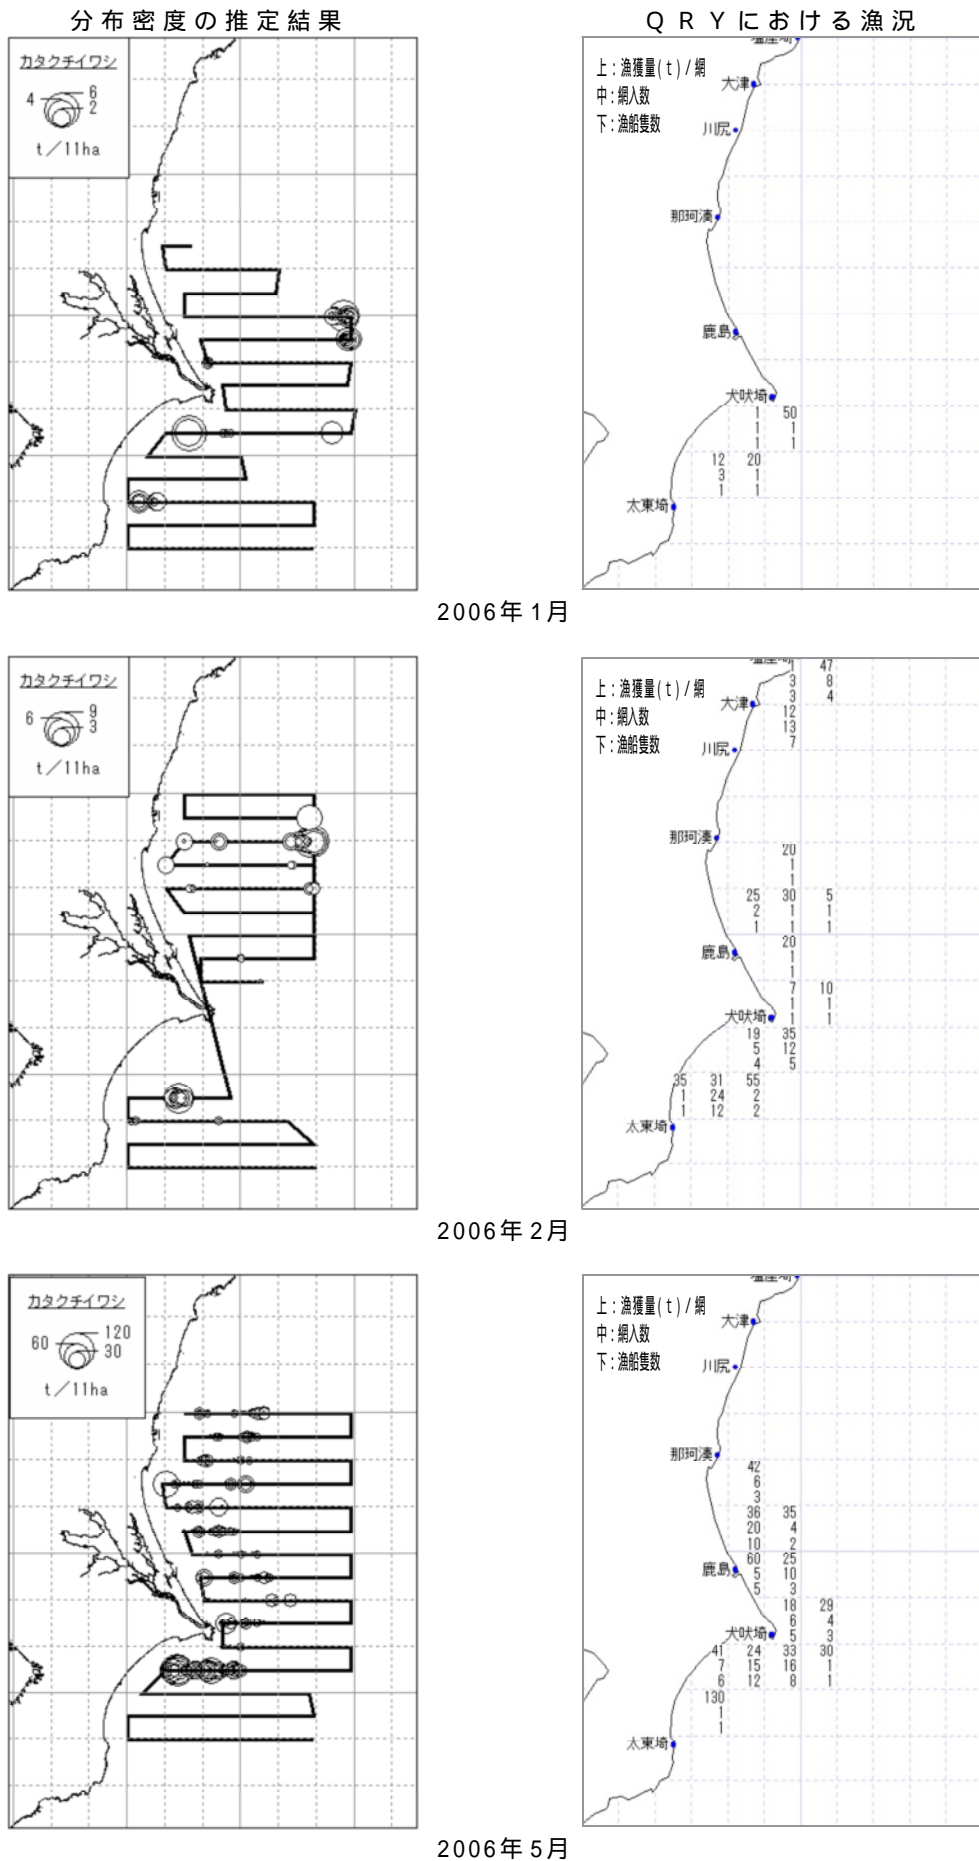 分布密度の推定結果
QRYにおける漁況
カタクチイワシ
4
6
2
t/11ha
上：漁獲量(t)/網
中：網入数
下：漁船隻数
大津
川尻
那珂湊
鹿島
犬吠埼
1 50
1 1
1 1
12 20
3 1
1 1
太東埼
2006年1月
カタクチイワシ
6
9
3
t/11ha
上：漁獲量(t)/網
中：網入数
下：漁船隻数
47
3 8
3 4
大津
12
13
7
川尻
那珂湊
20
1
1
25 30 5
2 1 1
1 1 1
鹿島
20
1
1
7 10
1 1
1 1
犬吠埼
19 35
5 12
4 5
35 31 55
1 24 2
1 12 2
太東埼
2006年2月
カタクチイワシ
60
120
30
t/11ha
上：漁獲量(t)/網
中：網入数
下：漁船隻数
大津
川尻
那珂湊
42
6
3
36 35
20 4
10 2
60 25
鹿島
5 10
5 3
18 29
6 4
5 3
犬吠埼
41 24 33 30
7 15 16 1
6 12 8 1
130
1
1
太東埼
2006年5月